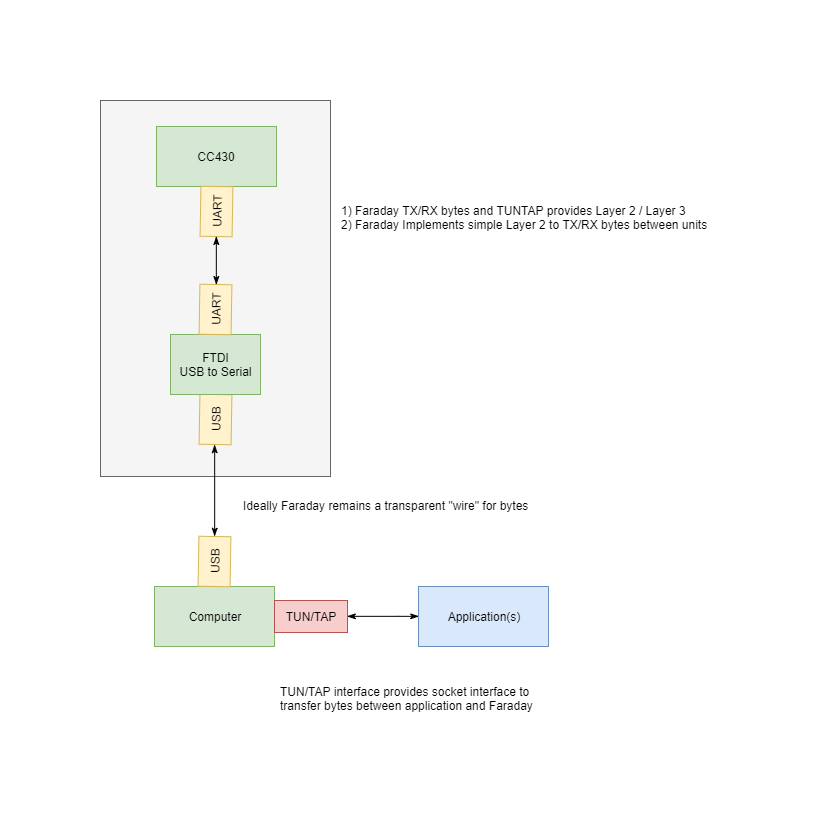 CC430
UART
1) Faraday TX/RX bytes and TUNTAP provides Layer 2 / Layer 3
2) Faraday Implements simple Layer 2 to TX/RX bytes between units
UART
FTDI
USB to Serial
USB
Ideally Faraday remains a transparent "wire" for bytes
USB
Computer
TUN/TAP
Application(s)
TUN/TAP interface provides socket interface to
transfer bytes between application and Faraday